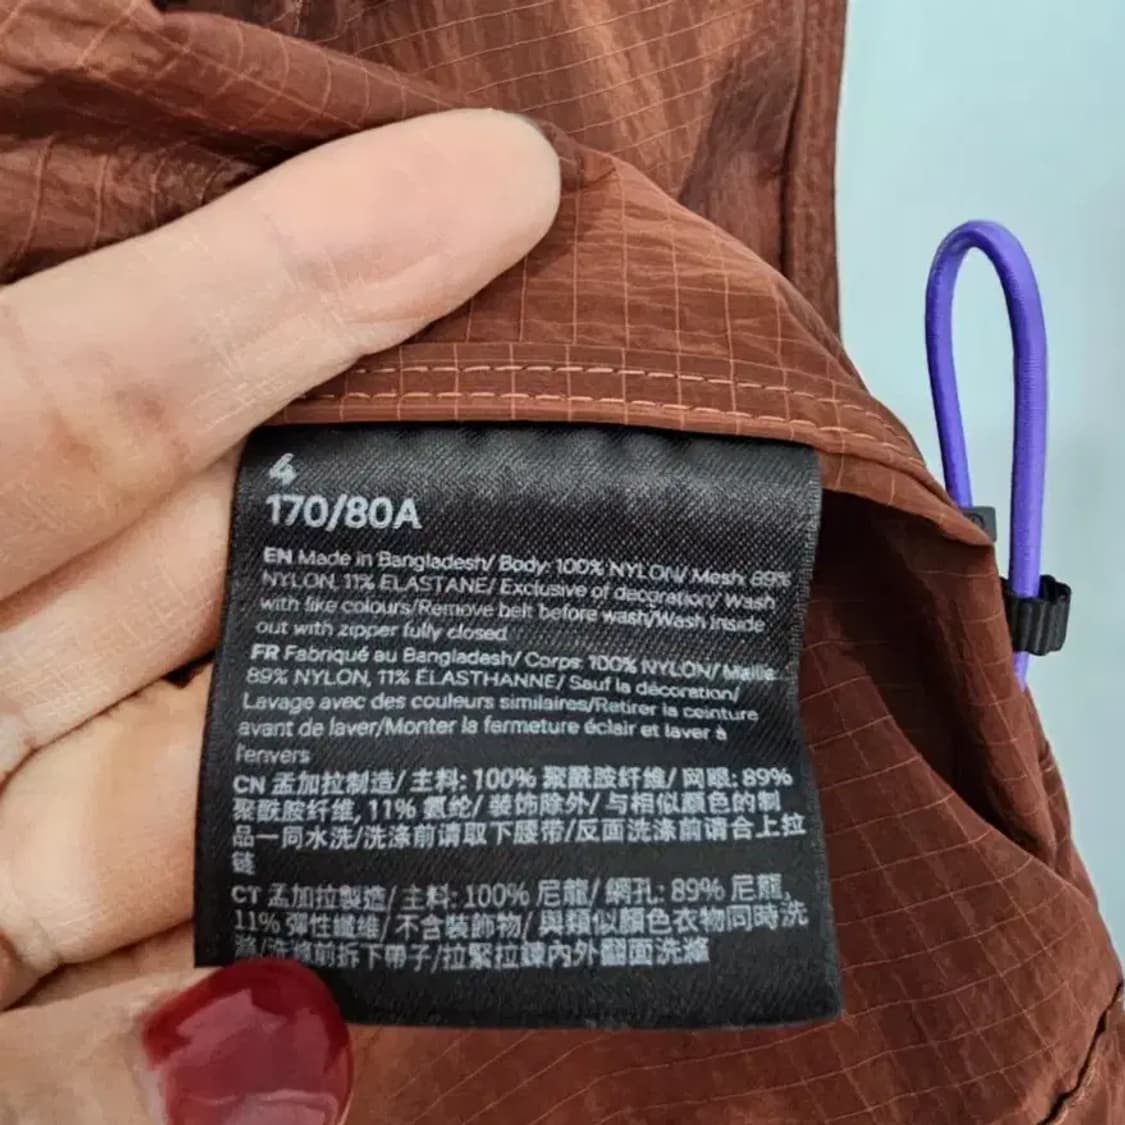 4
170/80A
EN Made in Bangladesh/ Body: 100% NYLON/ Mesh: 89%
NYLON, 11% ELASTANE/ Exclusive of decoration/ Wash
with like colours/Remove belt before wash/Wash inside
out with zipper fully closed
FR Fabriqué au Bangladesh/ Corps: 100% NYLON/ Maille:
89% NYLON, 11% ÉLASTHANNE/ Sauf la décoration/
Lavage avec des couleurs similaires/Retirer la ceinture
avant de laver/Monter la fermeture éclair et laver à
l'envers
CN 孟加拉制造/ 主料: 100% 聚酰胺纤维/ 网眼: 89%
聚酰胺纤维, 11% 氨纶/ 装饰除外/ 与相似颜色的制
品一同水洗/洗涤前请取下腰带/反面洗涤前请合上拉
链
CT 孟加拉製造/ 主料: 100% 尼龍/ 網孔: 89% 尼龍,
11% 彈性纖維/ 不含裝飾物/ 與類似顏色衣物同時洗
滌/洗滌前拆下帶子/拉緊拉鏈內外翻面洗滌